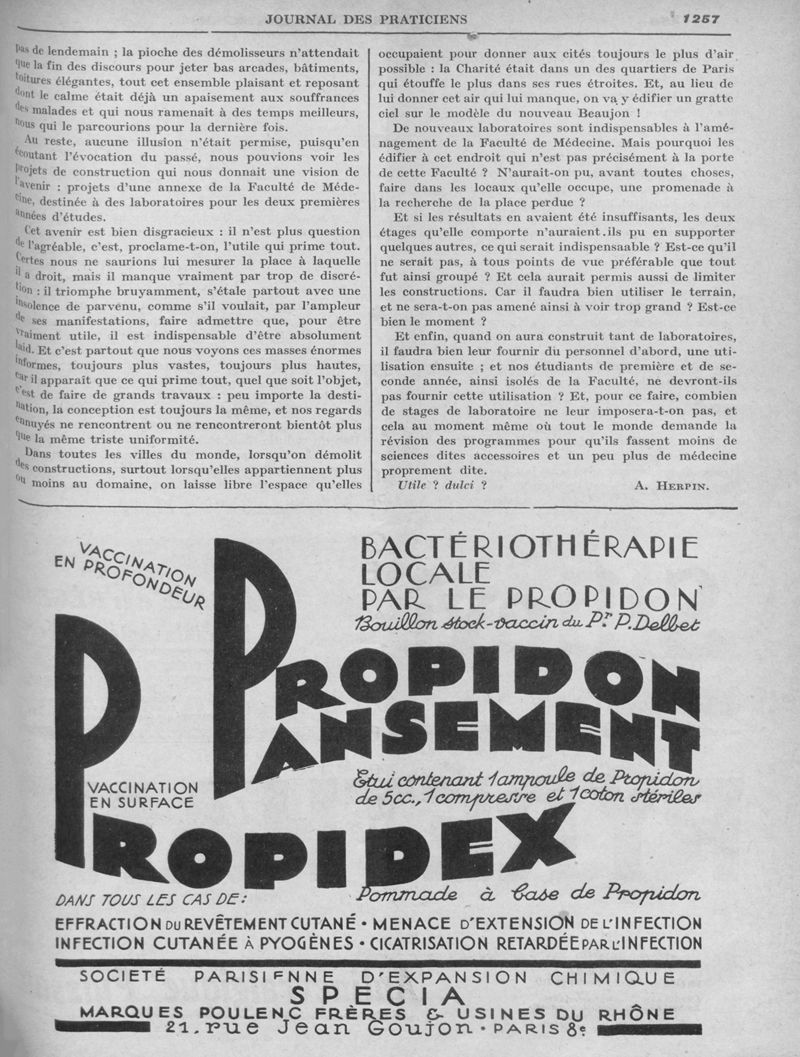 JOURNAL DES PRATICIENS
1257
pas de lendemain ; la pioche des démolisseurs n'attendait
que la fin des discours pour jeter bas arcades, bâtiments,
toitures élégantes, tout cet ensemble plaisant et reposant
dont le calme était déjà un apaisement aux souffrances
des malades et qui nous ramenait à des temps meilleurs,
nous qui le parcourions pour la dernière fois.
Au reste, aucune illusion n'était permise, puisqu'en
écoutant l'évocation du passé, nous pouvions voir les
projets de construction qui nous donnait une vision de
l'avenir : projets d'une annexe de la Faculté de Méde-
cine, destinée à des laboratoires pour les deux premières
années d'études.
Cet avenir est bien disgracieux : il n'est plus question
de l'agréable, c'est, proclame-t-on, l'utile qui prime tout.
Certes nous ne saurions lui mesurer la place à laquelle
il a droit, mais il manque vraiment par trop de discré-
tion : il triomphe bruyamment, s'étale partout avec une
insolence de parvenu, comme s'il voulait, par l'ampleur
de ses manifestations, faire admettre que, pour être
vraiment utile, il est indispensable d'être absolument
laid. Et c'est partout que nous voyons ces masses énormes
informes, toujours plus vastes, toujours plus hautes,
car il apparaît que ce qui prime tout, quel que soit l'objet,
c'est de faire de grands travaux : peu importe la desti-
nation, la conception est toujours la même, et nos regards
ennuyés ne rencontrent ou ne rencontreront bientôt plus
que la même triste uniformité.
Dans toutes les villes du monde, lorsqu'on démolit
des constructions, surtout lorsqu'elles appartiennent plus
ou moins au domaine, on laisse libre l'espace qu'elles
occupaient pour donner aux cités toujours le plus d'air
possible : la Charité était dans un des quartiers de Paris
qui étouffe le plus dans ses rues étroites. Et, au lieu de
lui donner cet air qui lui manque, on va y édifier un gratte
ciel sur le modèle du nouveau Beaujon !
De nouveaux laboratoires sont indispensables à l'amé-
nagement de la Faculté de Médecine. Mais pourquoi les
édifier à cet endroit qui n'est pas précisément à la porte
de cette Faculté ? N'aurait-on pu, avant toutes choses,
faire dans les locaux qu'elle occupe, une promenade à
la recherche de la place perdue ?
Et si les résultats en avaient été insuffisants, les deux
étages qu'elle comporte n'auraient.ils pu en supporter
quelques autres, ce qui serait indispensaable ? Est-ce qu'il
ne serait pas, à tous points de vue préférable que tout
fut ainsi groupé ? Et cela aurait permis aussi de limiter
les constructions. Car il faudra bien utiliser le terrain,
et ne sera-t-on pas amené ainsi à voir trop grand ? Est-ce
bien le moment ?
Et enfin, quand on aura construit tant de laboratoires,
il faudra bien leur fournir du personnel d'abord, une uti-
lisation ensuite ; et nos étudiants de première et de se-
conde année, ainsi isolés de la Faculté, ne devront-ils
pas fournir cette utilisation ? Et, pour ce faire, combien
de stages de laboratoire ne leur imposera-t-on pas, et
cela au moment même où tout le monde demande la
révision des programmes pour qu'ils fassent moins de
sciences dites accessoires et un peu plus de médecine
proprement dite.
Utile ? dulci ?
A. HERPIN.
VACCINATION
EN PROFONDEUR
BACTÉRIOTHÉRAPIE
LOCALE
PAR LE PROPIDON
Bouillon stock-vaccin du Pr. P. Delbet
PROPIDON
PANSEMENT
Etui contenant 1 ampoule de Propidon
de 5cc., 1 compresse et 1 coton stériles
VACCINATION
EN SURFACE
PROPIDEX
Pommade à base de Propidon
DANS TOUS LES CAS DE :
EFFRACTION DU REVÊTEMENT CUTANÉ • MENACE D'EXTENSION DE L'INFECTION
INFECTION CUTANÉE À PYOGÈNES • CICATRISATION RETARDÉE PAR L'INFECTION
SOCIETÉ PARISIENNE D'EXPANSION CHIMIQUE
SPECIA
MARQUES POULENC FRÈRES & USINES DU RHÔNE
21, rue Jean Goujon • PARIS 8e